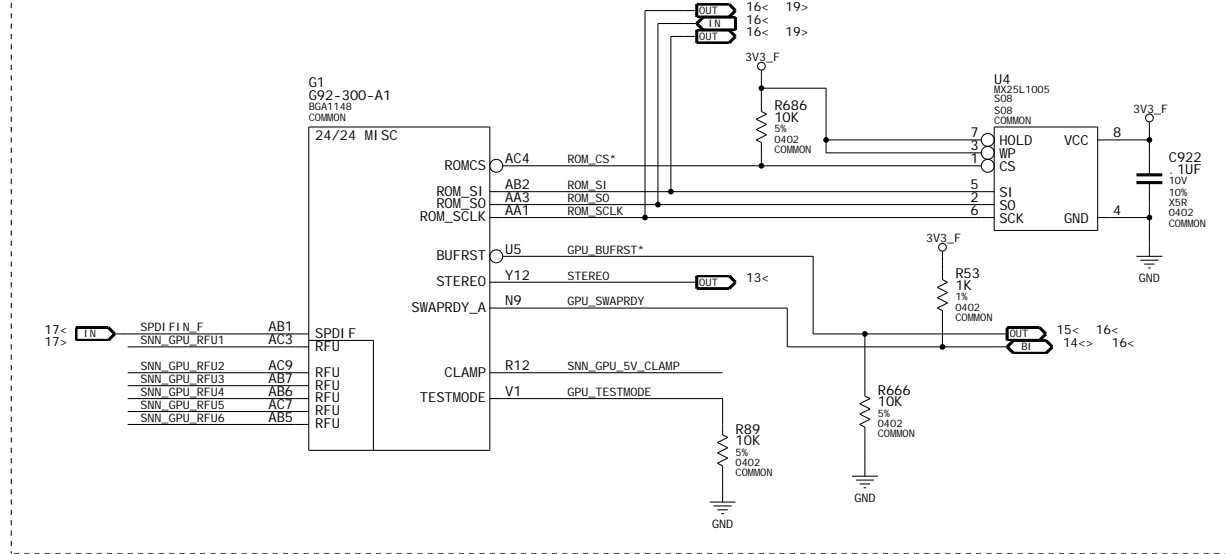 OUT 16< 19>
IN 16<
OUT 16< 19>
3V3_F
G1
G92-300-A1
BGA1148
COMMON
24/24 MISC
R686
10K
5%
0402
COMMON
U4
MX25L1005
SO8
SO8
COMMON
3V3_F
7 HOLD VCC 8
3 WP
ROMCS AC4 ROM_CS* 1 CS
C922
.1UF
10V
10%
X5R
0402
COMMON
ROM_SI AB2 ROM_SI 5 SI
ROM_SO AA3 ROM_SO 2 SO
ROM_SCLK AA1 ROM_SCLK 6 SCK GND 4
GND
3V3_F
BUFRST U5 GPU_BUFRST*
STEREO Y12 STEREO OUT 13<
SWAPRDY_A N9 GPU_SWAPRDY
R53
1K
1%
0402
COMMON
17< IN SPDIFIN_F AB1 SPDIF
17>
SNN_GPU_RFU1 AC3 RFU
OUT 15< 16<
BI 14<> 16<
SNN_GPU_RFU2 AC9 RFU
SNN_GPU_RFU3 AB7 RFU
SNN_GPU_RFU4 AB6 RFU
SNN_GPU_RFU5 AC7 RFU
SNN_GPU_RFU6 AB5 RFU
CLAMP R12 SNN_GPU_5V_CLAMP
TESTMODE V1 GPU_TESTMODE
R666
10K
5%
0402
COMMON
GND
R89
10K
5%
0402
COMMON
GND